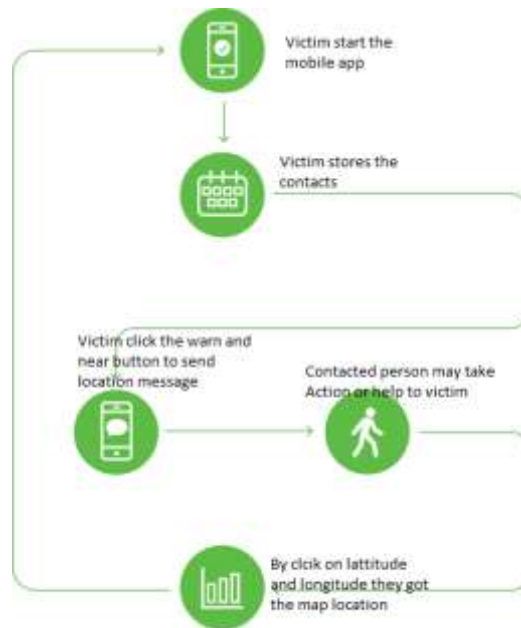 Victim start the
mobile app
Victim stores the
contacts
Victim click the warn and
near button to send
location message
Contacted person may take
Action or help to victim
By clcik on lattitude
and longitude they got
the map location